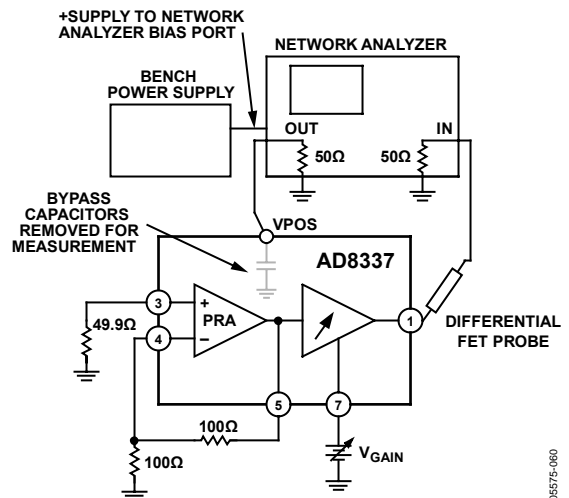 +SUPPLY TO NETWORK
ANALYZER BIAS PORT
NETWORK ANALYZER
BENCH
POWER SUPPLY
OUT
IN
50Ω
50Ω
BYPASS
CAPACITORS
REMOVED FOR
MEASUREMENT
VPOS
AD8337
3
+
PRA
49.9Ω
4
–
1
DIFFERENTIAL
FET PROBE
5
7
100Ω
100Ω
VGAIN
05575-060